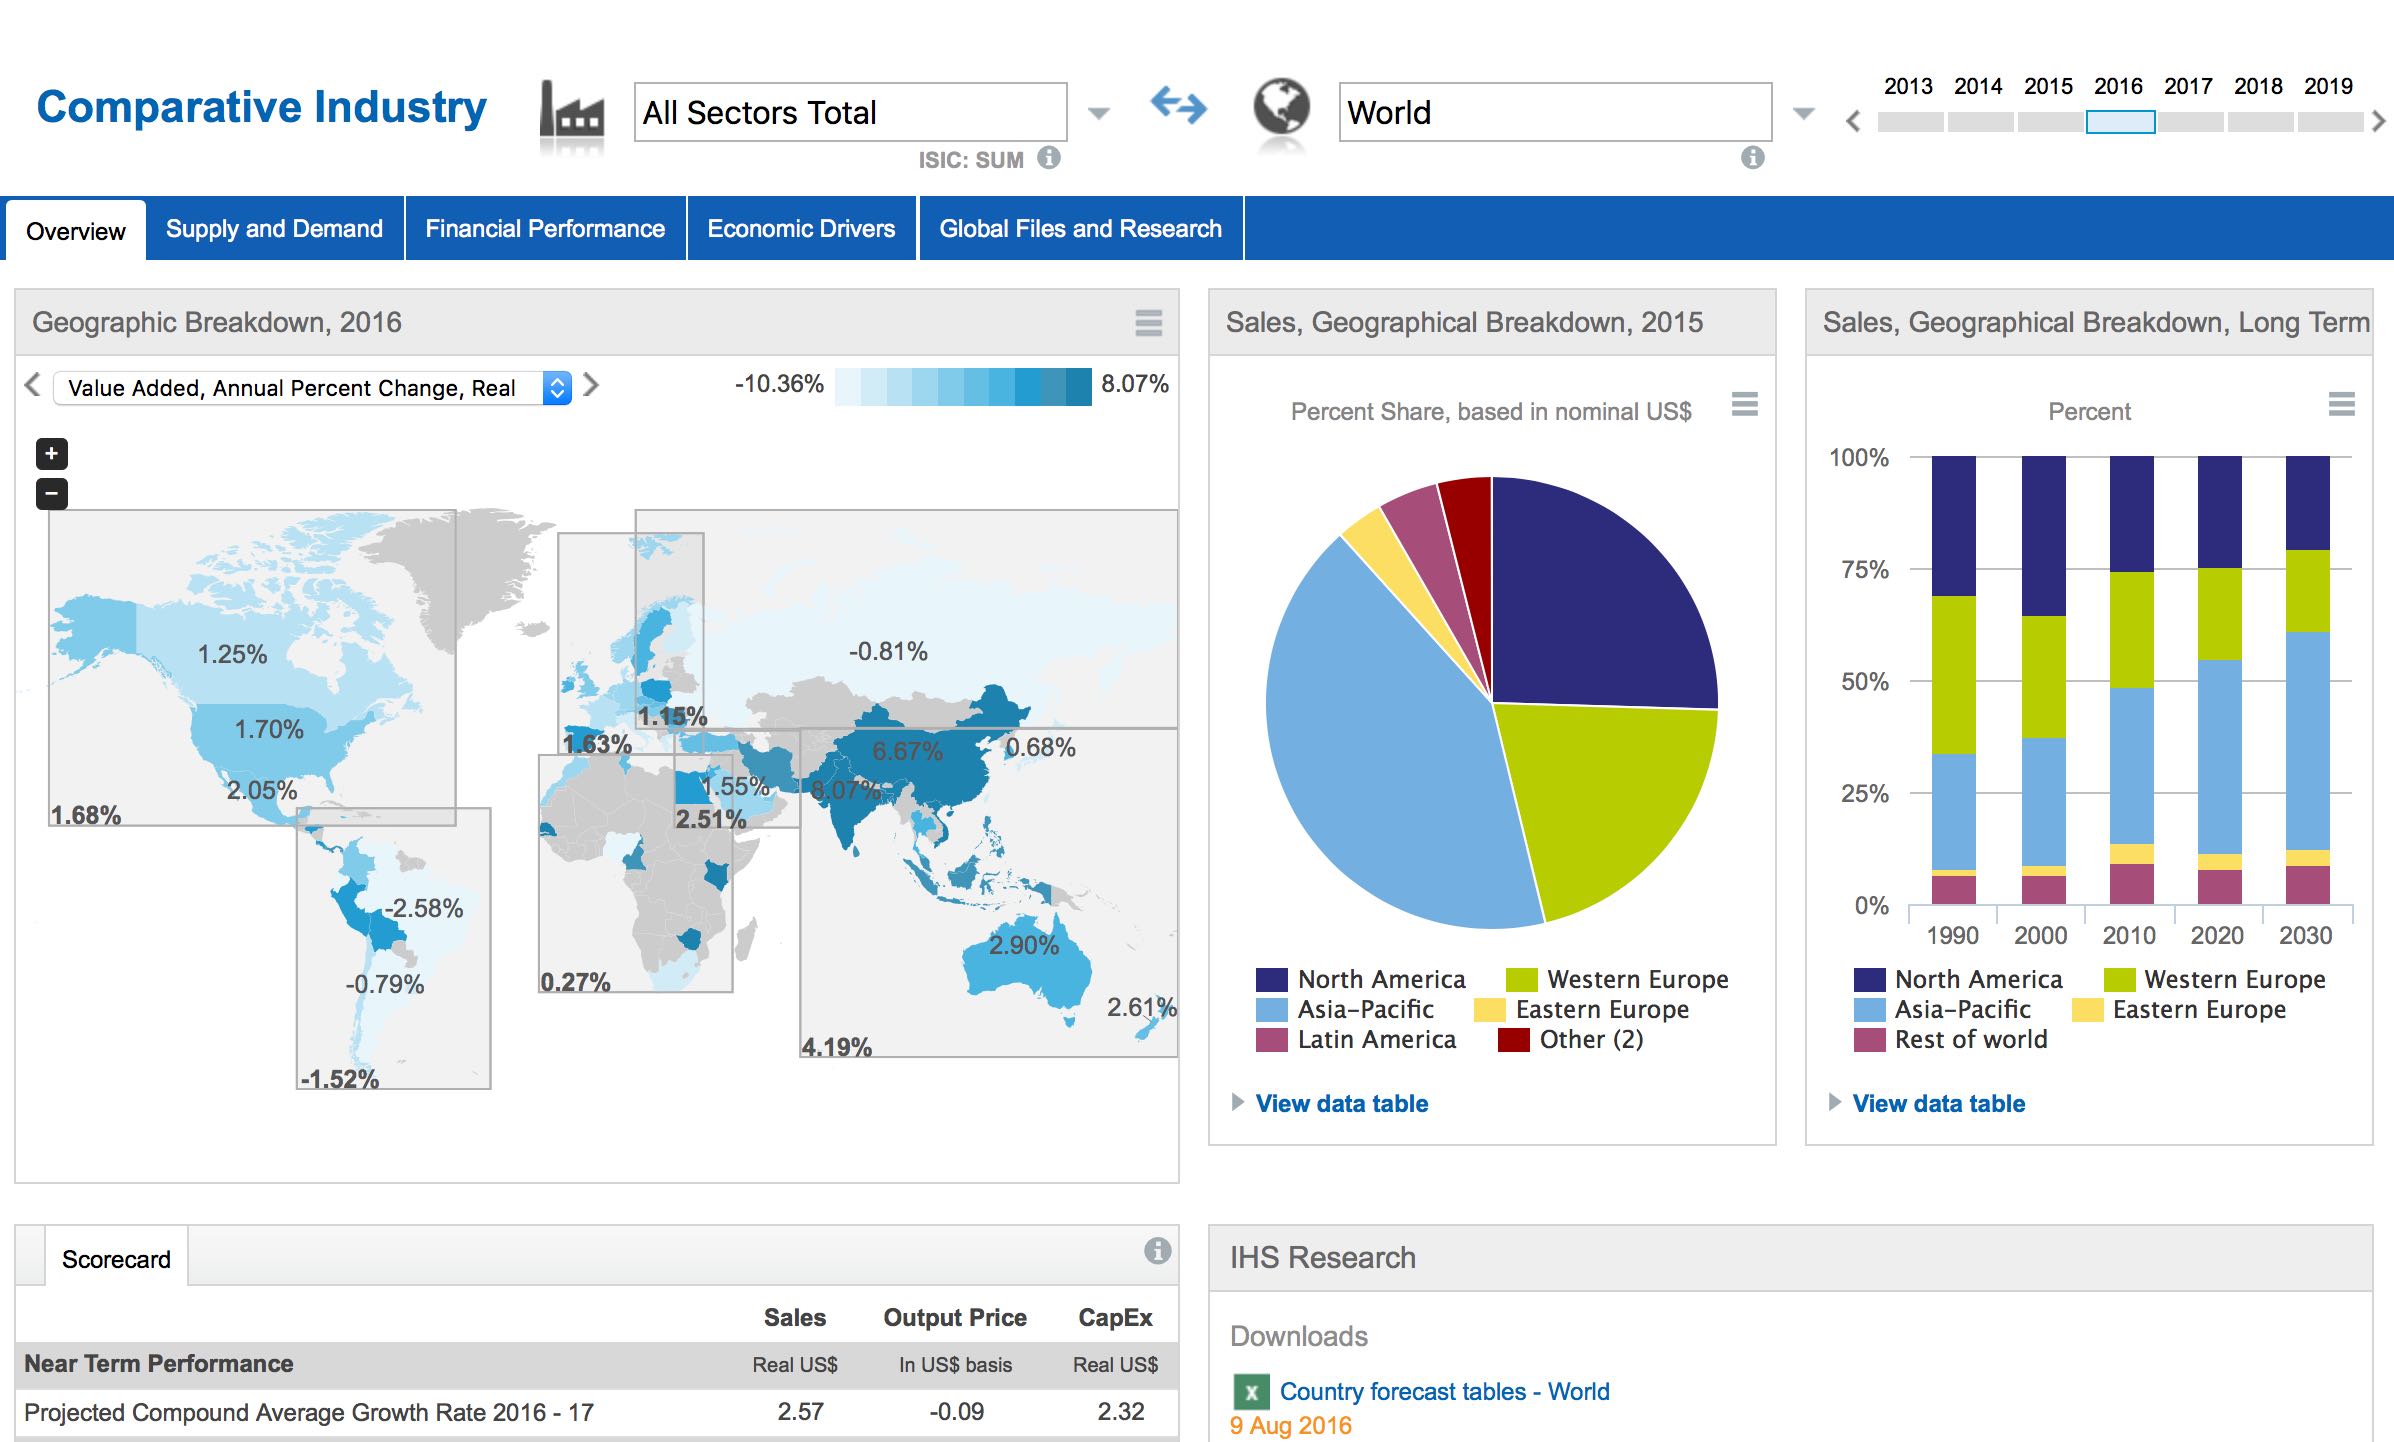 Comparative Industry
All Sectors Total
ISIC: SUM
World
2013 2014 2015 2016 2017 2018 2019
Overview
Supply and Demand
Financial Performance
Economic Drivers
Global Files and Research
Geographic Breakdown, 2016
Value Added, Annual Percent Change, Real
-10.36%
8.07%
+
−
1.25%
1.70%
2.05%
1.68%
-2.58%
-0.79%
-1.52%
1.63%
1.15%
-0.81%
1.55%
2.51%
0.27%
6.67%
8.07%
0.68%
2.90%
2.61%
4.19%
Sales, Geographical Breakdown, 2015
Percent Share, based in nominal US$
North America
Western Europe
Asia-Pacific
Eastern Europe
Latin America
Other (2)
View data table
Sales, Geographical Breakdown, Long Term
Percent
100%
75%
50%
25%
0%
1990 2000 2010 2020 2030
North America
Western Europe
Asia-Pacific
Eastern Europe
Rest of world
View data table
Scorecard
Sales Output Price CapEx
Near Term Performance Real US$ In US$ basis Real US$
Projected Compound Average Growth Rate 2016 - 17 2.57 -0.09 2.32
IHS Research
Downloads
X
Country forecast tables - World
9 Aug 2016